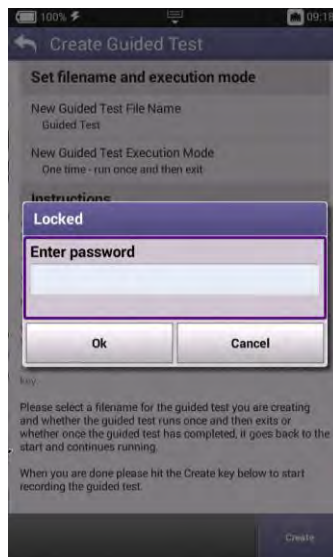 100%
09:18
Create Guided Test
Set filename and execution mode
New Guided Test File Name
Guided Test
New Guided Test Execution Mode
One time - run once and then exit
Instructions
Locked
Enter password
Ok
Cancel
key.
Please select a filename for the guided test you are creating
and whether the guided test runs once and then exits or
whether once the guided test has completed, it goes back to the
start and continues running.
When you are done please hit the Create key below to start
recording the guided test.
Create